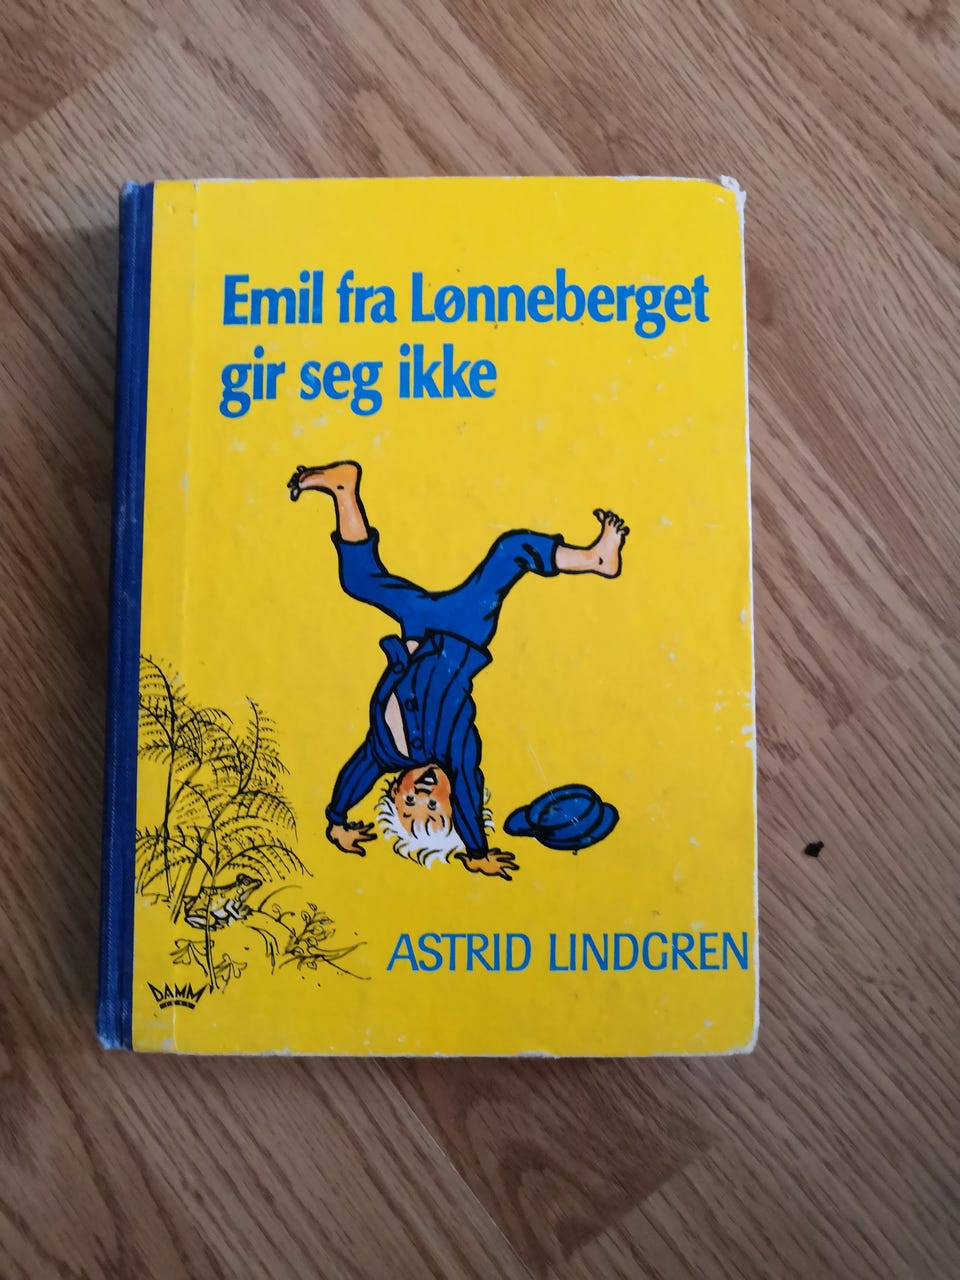 Emil fra Lønneberget
gir seg ikke
ASTRID LINDGREN
DAMM